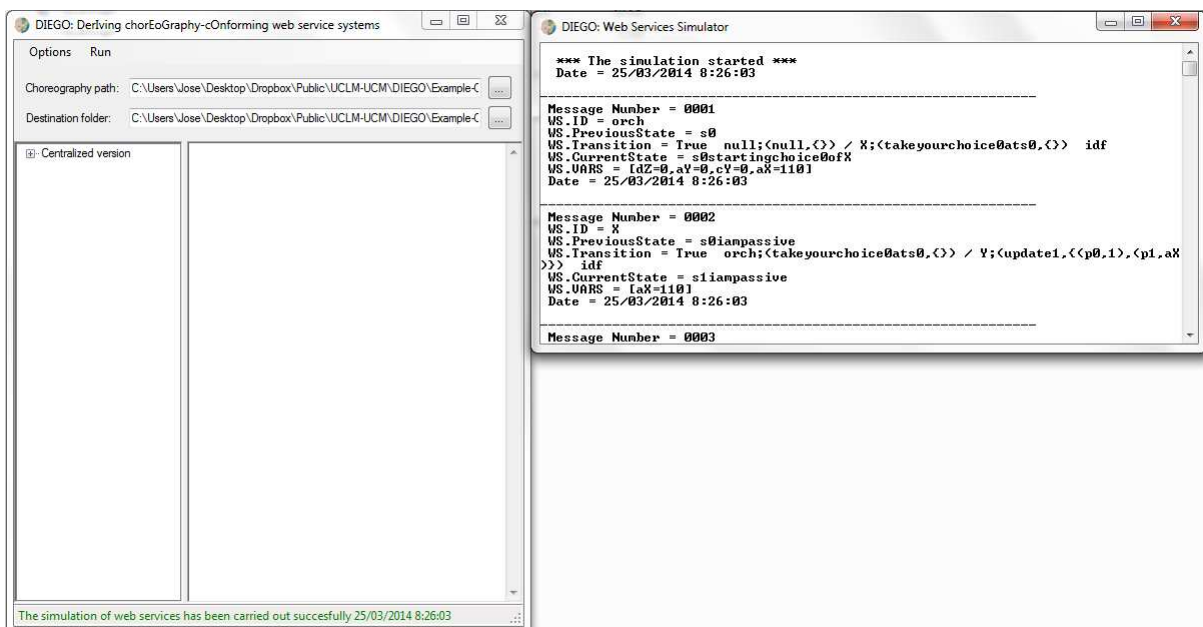 DIEGO: DerIving chorEoGraphy-cOnforming web service systems
Options Run
Choreography path: C:\Users\Jose\Desktop\Dropbox\Public\UCLM-UCM\DIEGO\Example-C ...
Destination folder: C:\Users\Jose\Desktop\Dropbox\Public\UCLM-UCM\DIEGO\Example-C ...
Centralized version
The simulation of web services has been carried out succesfully 25/03/2014 8:26:03
DIEGO: Web Services Simulator
*** The simulation started ***
Date = 25/03/2014 8:26:03
Message Number = 0001
WS.ID = orch
WS.PreviousState = s0
WS.Transition = True null;(null,{}) / X;(takeyourchoice0ats0,{}) idf
WS.CurrentState = s0startingchoice0ofX
WS.VARS = [dZ=0,aY=0,cY=0,aX=110]
Date = 25/03/2014 8:26:03
Message Number = 0002
WS.ID = X
WS.PreviousState = s0iampassive
WS.Transition = True orch;(takeyourchoice0ats0,{}) / Y;(update1,{(p0,1),(p1,aX
)}) idf
WS.CurrentState = s1iampassive
WS.VARS = [aX=110]
Date = 25/03/2014 8:26:03
Message Number = 0003